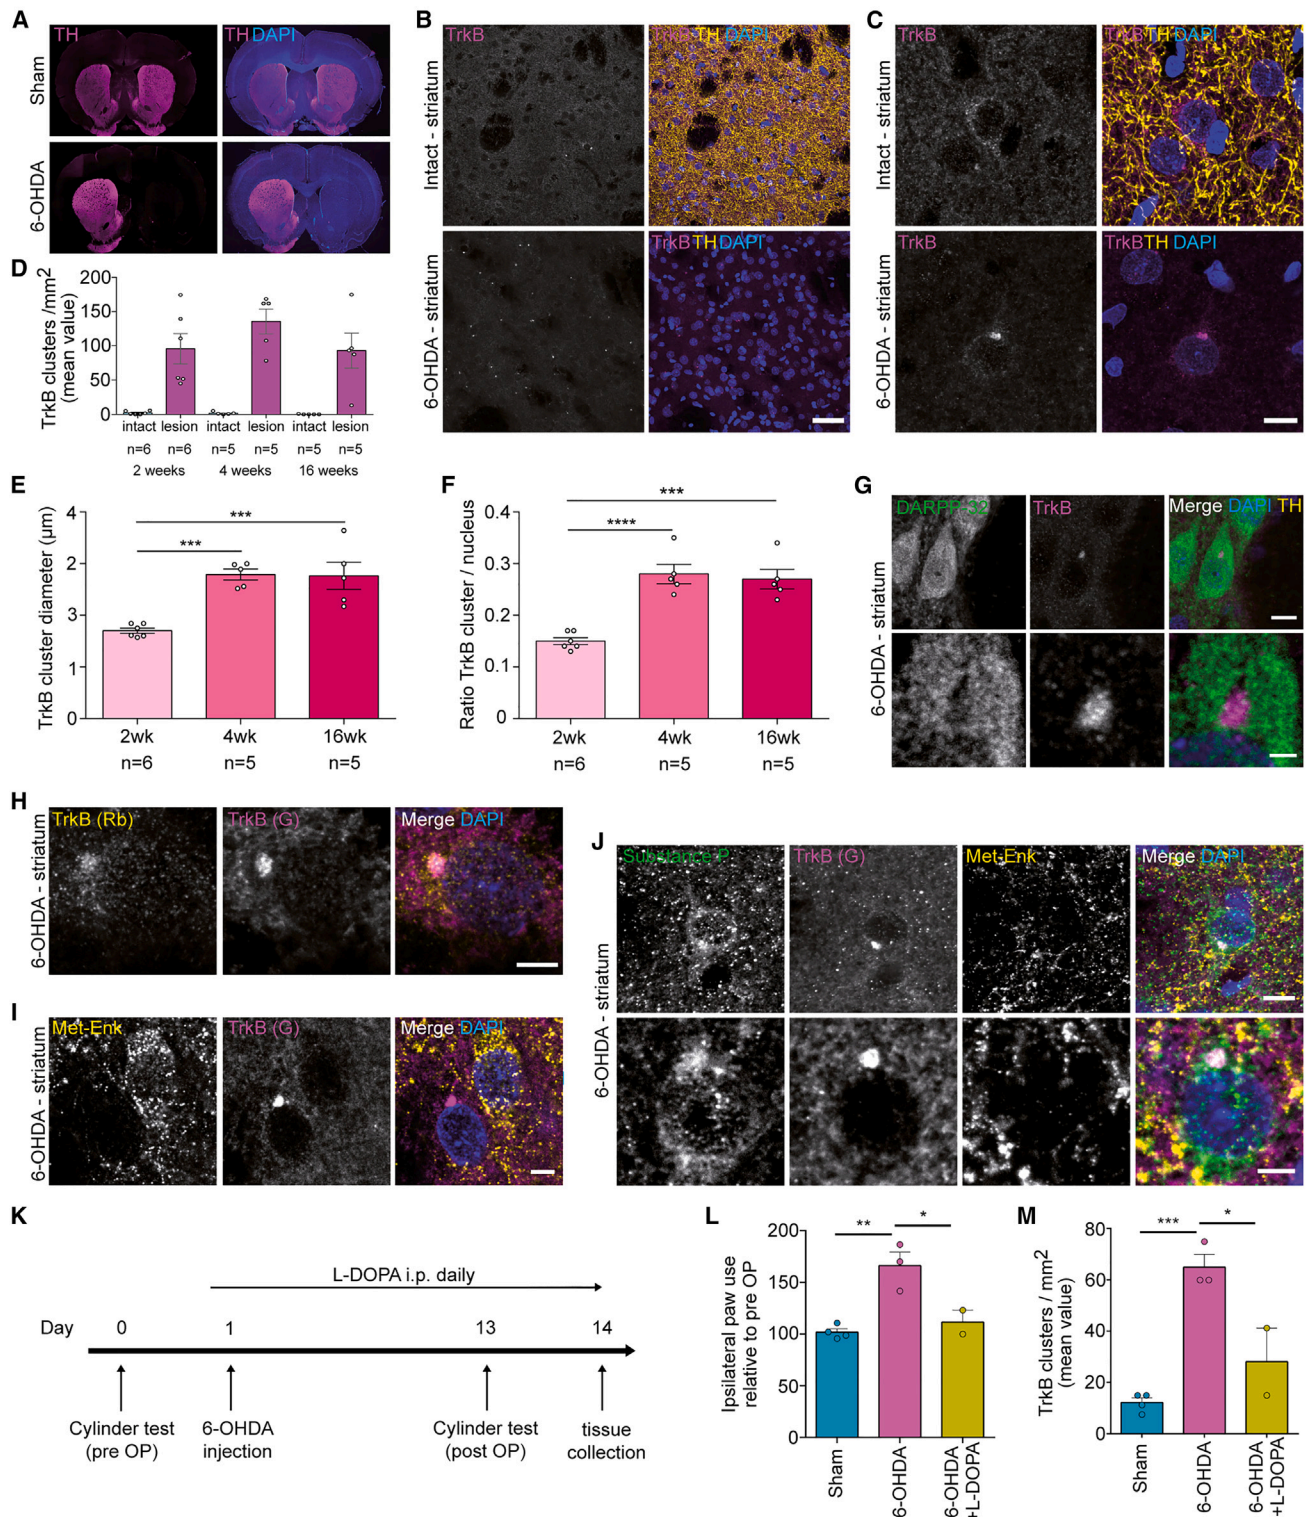 A
TH
TH DAPI
Sham
6-OHDA
B
TrkB
TrkB TH DAPI
Intact - striatum
TrkB TH DAPI
6-OHDA - striatum
C
TrkB
TrkB TH DAPI
Intact - striatum
TrkB
TrkB TH DAPI
6-OHDA - striatum
D
TrkB clusters /mm2
(mean value)
200
150
100
50
0
intact lesion intact lesion intact lesion
n=6 n=6 n=5 n=5 n=5 n=5
2 weeks 4 weeks 16 weeks
E
TrkB cluster diameter (µm)
4
2
3
1
0
***
***
2wk 4wk 16wk
n=6 n=5 n=5
F
Ratio TrkB cluster / nucleus
0.4
0.3
0.2
0.1
0
***
****
2wk 4wk 16wk
n=6 n=5 n=5
G
DARPP-32
TrkB
Merge DAPI TH
6-OHDA - striatum
H
TrkB (Rb)
TrkB (G)
Merge DAPI
6-OHDA - striatum
I
Met-Enk
TrkB (G)
Merge DAPI
6-OHDA - striatum
J
Substance P
TrkB (G)
Met-Enk
Merge DAPI
6-OHDA - striatum
K
L-DOPA i.p. daily
Day 0 1 13 14
Cylinder test
(pre OP)
6-OHDA
injection
Cylinder test
(post OP)
tissue
collection
L
Ipsilateral paw use
relative to pre OP
200
150
100
50
0
**
*
Sham
6-OHDA
6-OHDA
+L-DOPA
M
TrkB clusters / mm2
(mean value)
80
60
40
20
0
***
*
Sham
6-OHDA
6-OHDA
+L-DOPA